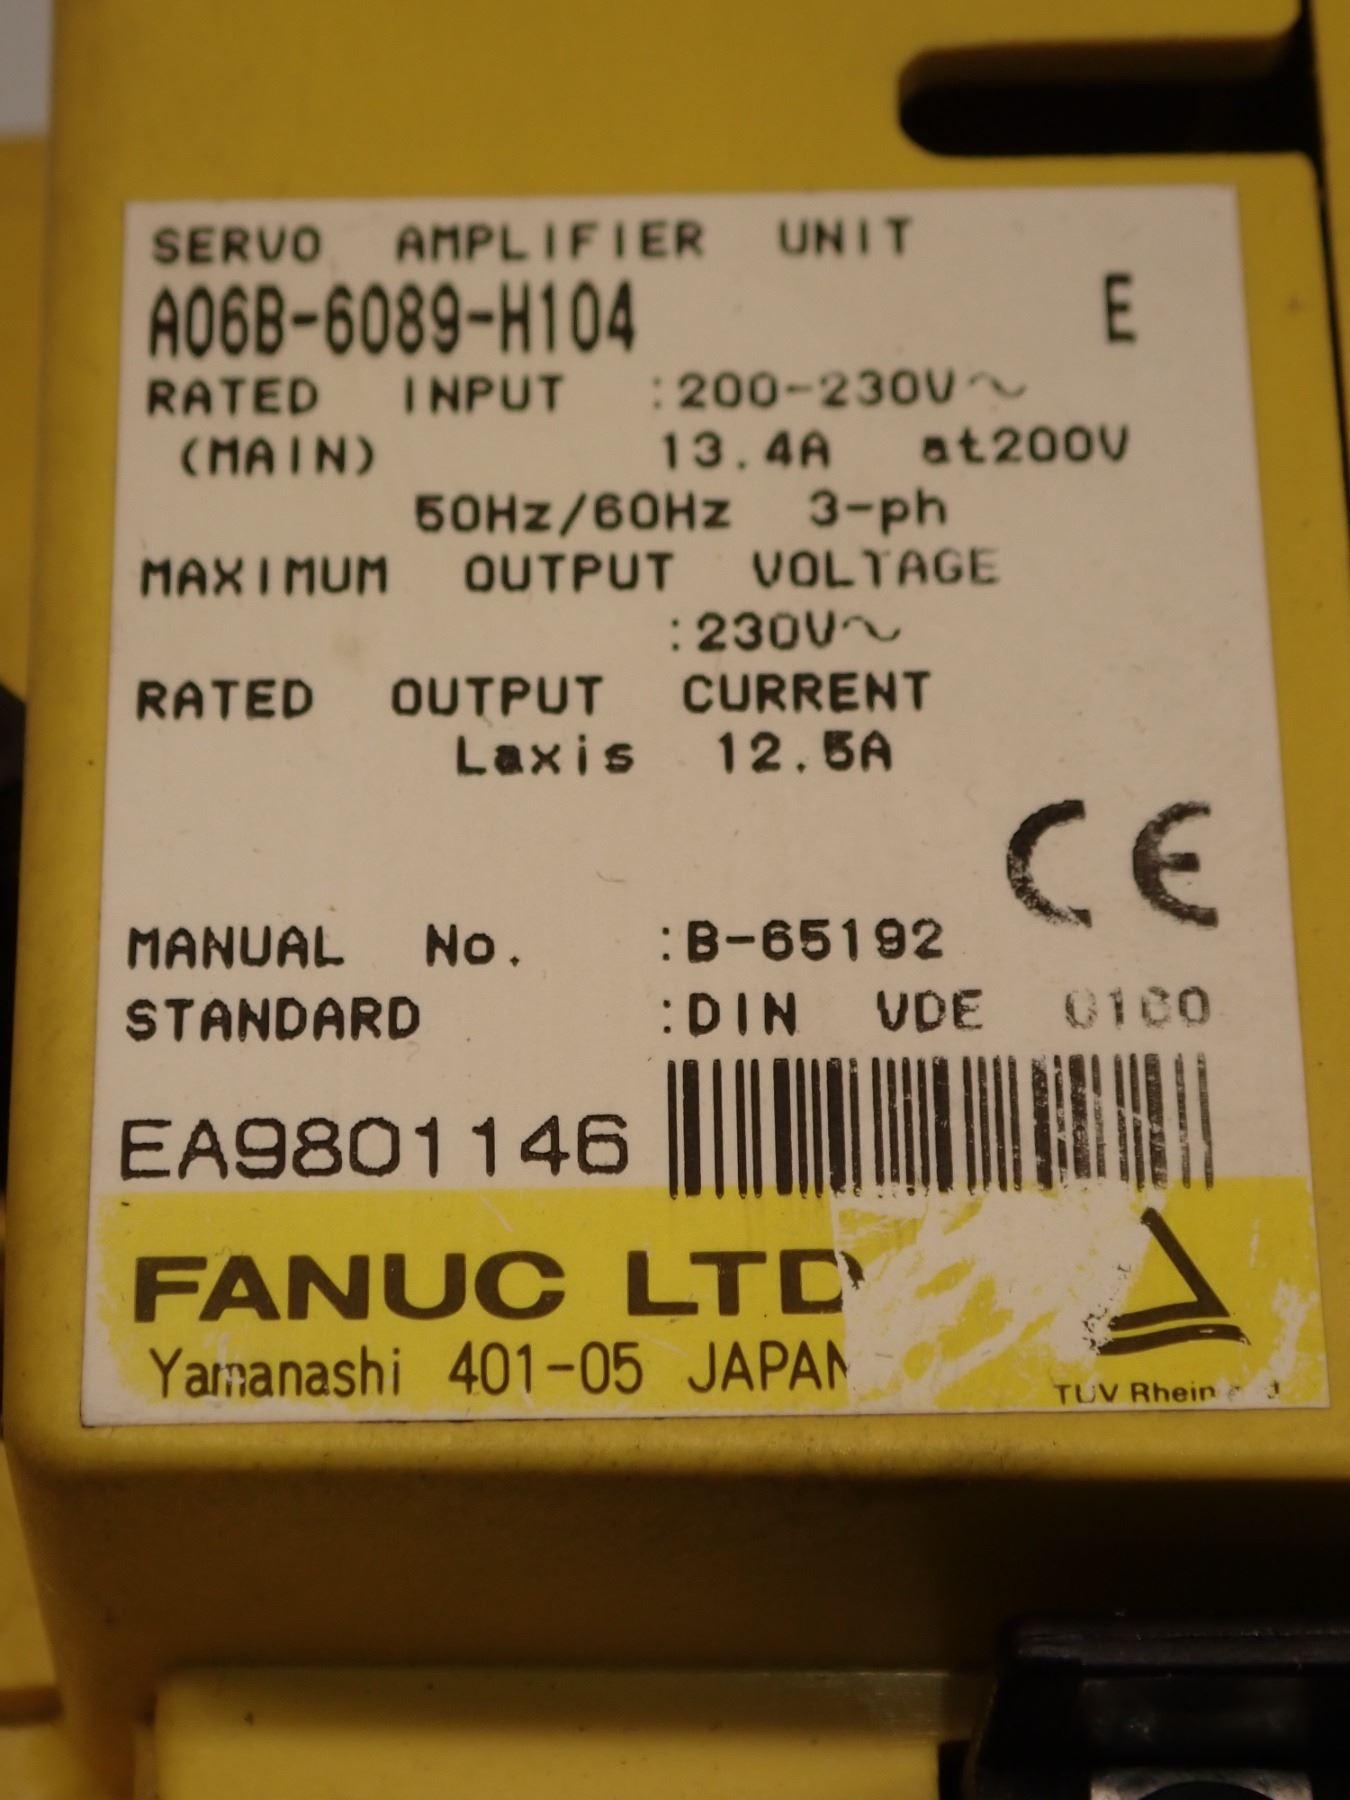 SERVO AMPLIFIER UNIT
A06B-6089-H104 E
RATED INPUT :200-230V～
(MAIN) 13.4A at200V
50Hz/60Hz 3-ph
MAXIMUM OUTPUT VOLTAGE
:230V～
RATED OUTPUT CURRENT
Laxis 12.5A
CE
MANUAL No. :B-65192
STANDARD :DIN VDE
EA9801146
FANUC LTD
Yamanashi 401-05 JAPAN
TUV